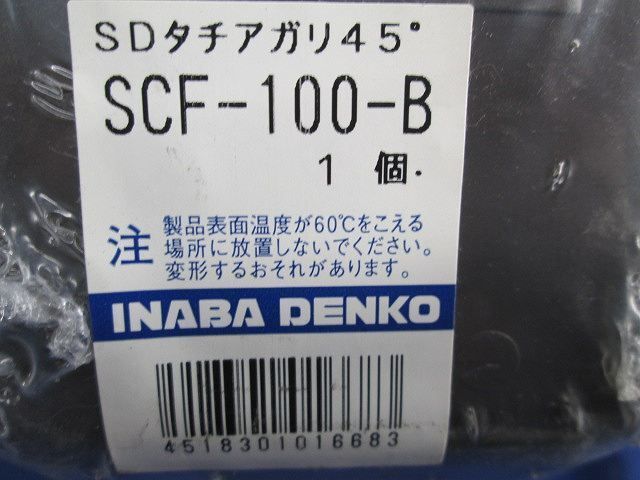 SDタチアガリ45°
SCF-100-B
1 個.
注 製品表面温度が60℃をこえる
場所に放置しないでください。
変形するおそれがあります。
INABA DENKO
4518301016683